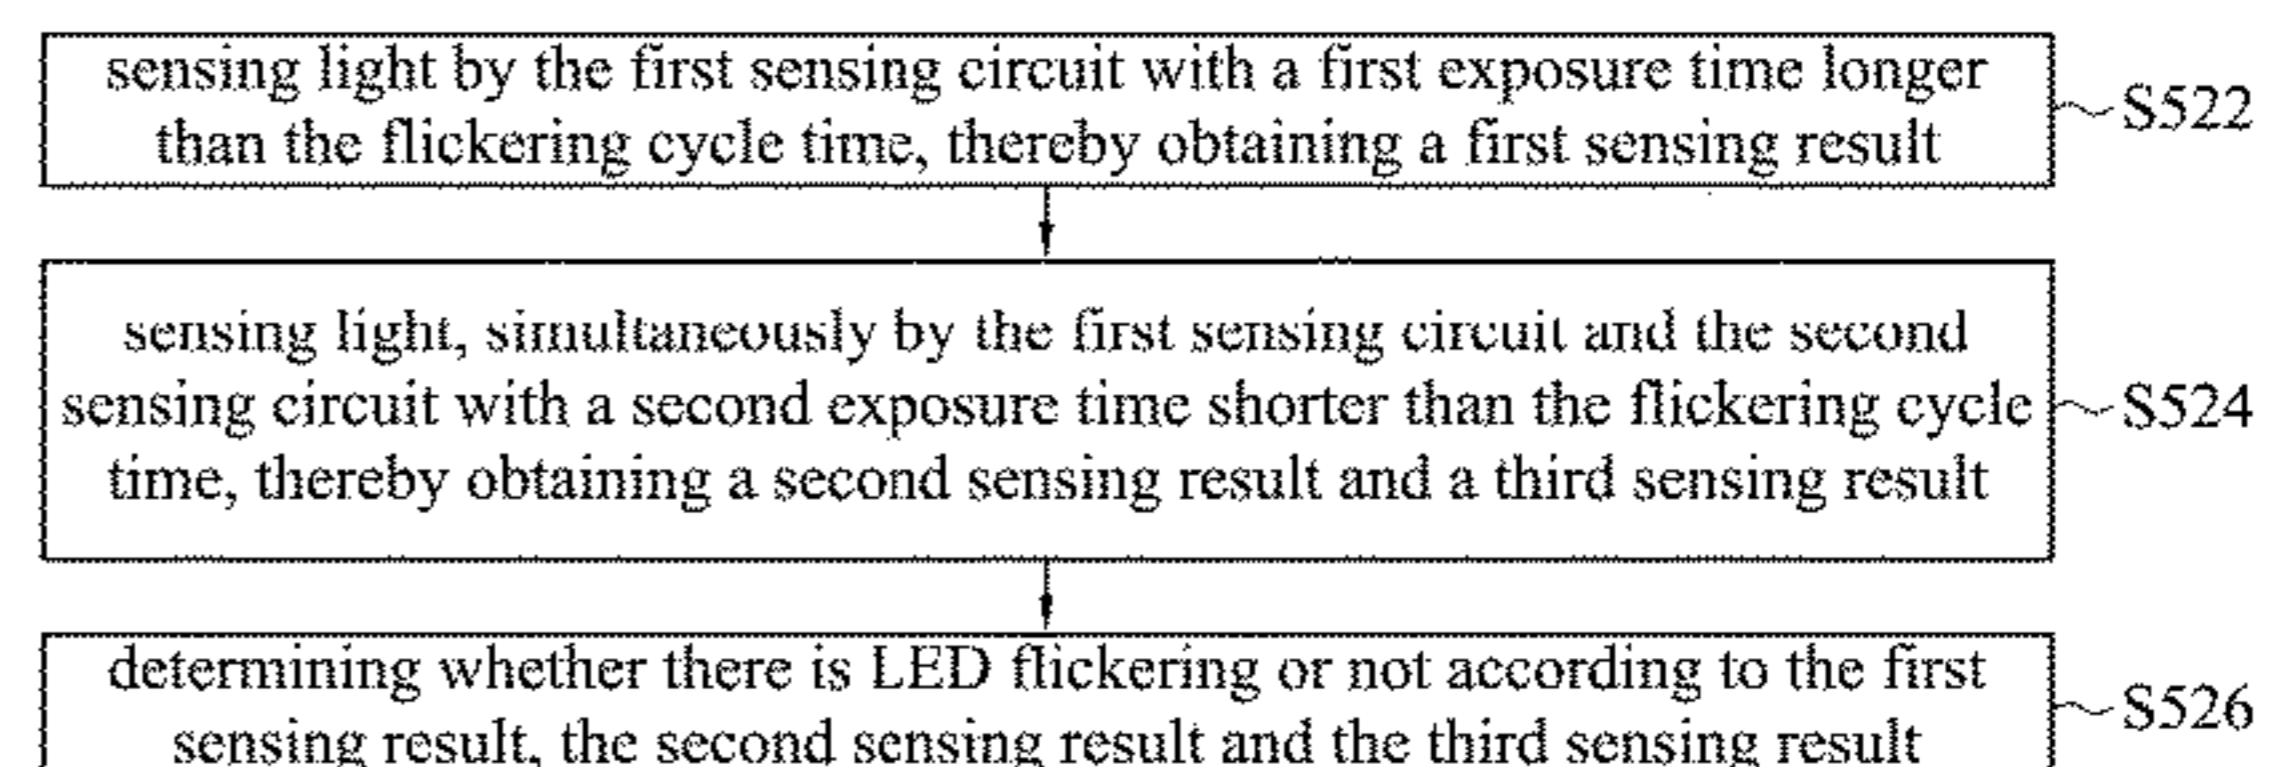 sensing light by the first sensing circuit with a first exposure time longer
than the flickering cycle time, thereby obtaining a first sensing result
S522
sensing light, simultaneously by the first sensing circuit and the second
sensing circuit with a second exposure time shorter than the flickering cycle
time, thereby obtaining a second sensing result and a third sensing result
S524
determining whether there is LED flickering or not according to the first
sensing result, the second sensing result and the third sensing result
S526